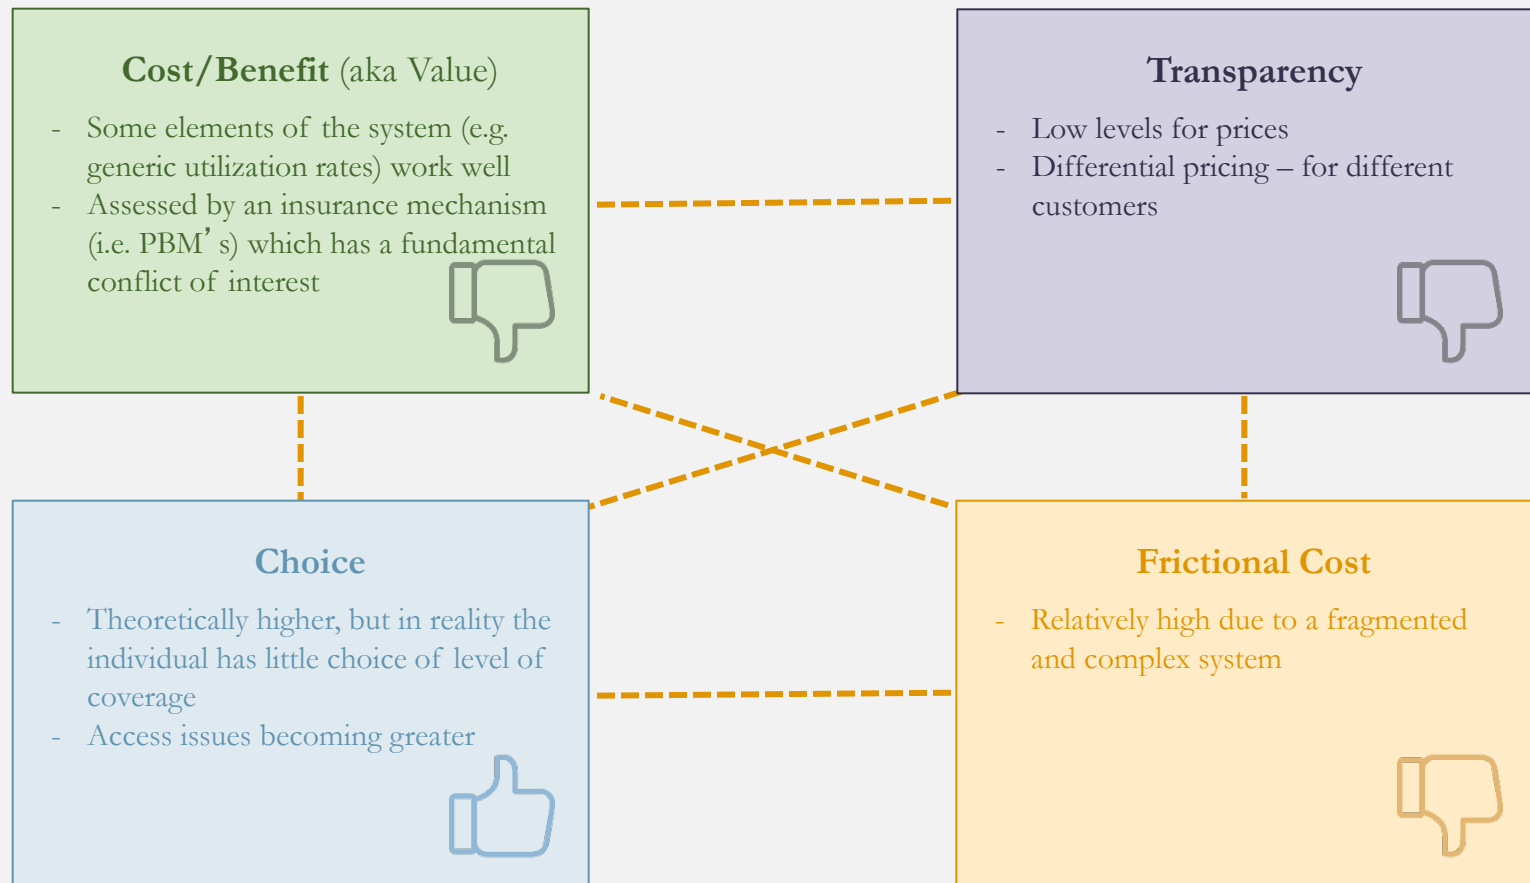 Cost/Benefit (aka Value)
- Some elements of the system (e.g.
generic utilization rates) work well
- Assessed by an insurance mechanism
(i.e. PBM’s) which has a fundamental
conflict of interest
Transparency
- Low levels for prices
- Differential pricing – for different
customers
Choice
- Theoretically higher, but in reality the
individual has little choice of level of
coverage
- Access issues becoming greater
Frictional Cost
- Relatively high due to a fragmented
and complex system